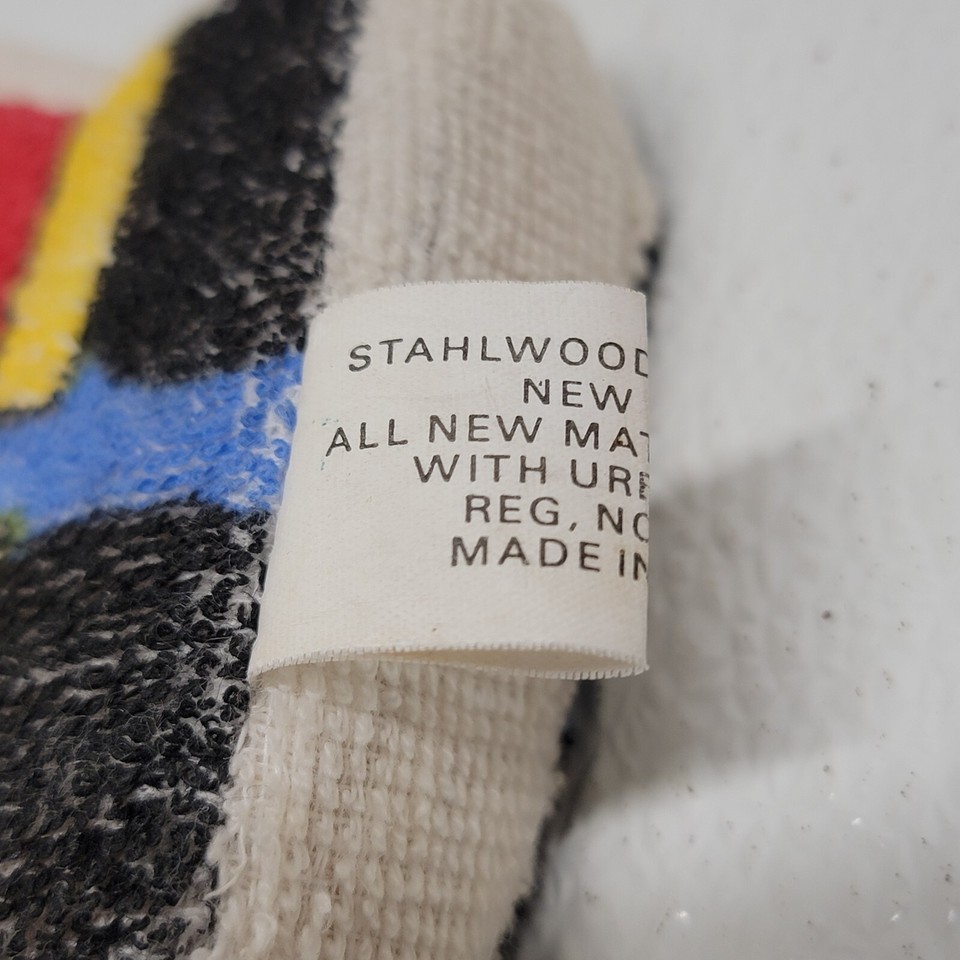 STAHLWOOD
NEW
ALL NEW MAT
WITH URE
REG, NO
MADE IN